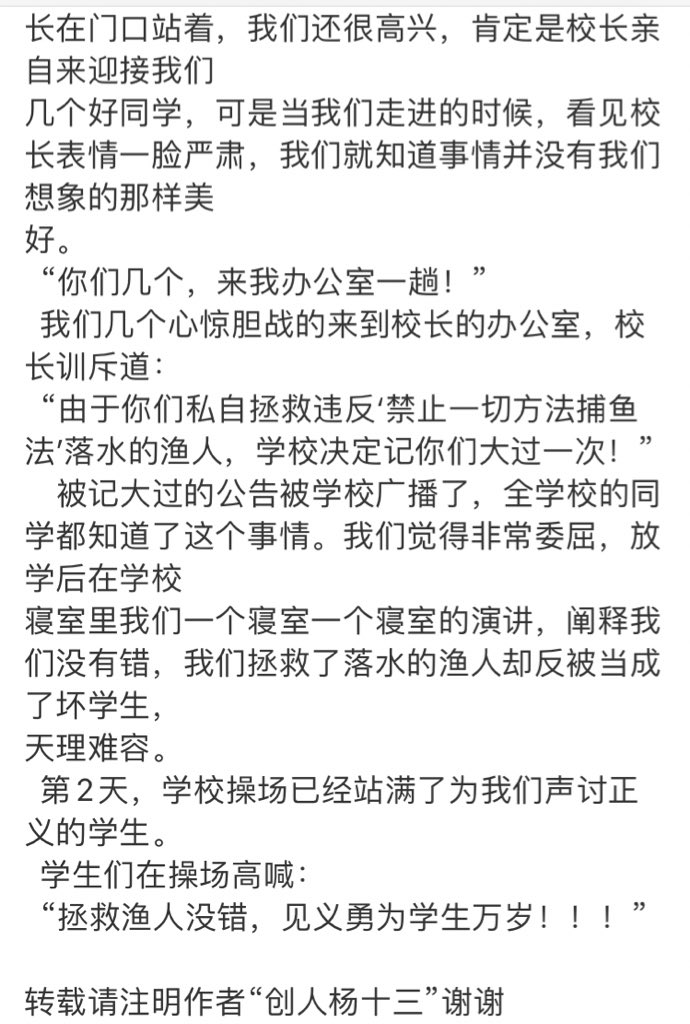 长在门口站着，我们还很高兴，肯定是校长亲
自来迎接我们
几个好同学，可是当我们走进的时候，看见校
长表情一脸严肃，我们就知道事情并没有我们
想象的那样美
好。
“你们几个，来我办公室一趟！”
我们几个心惊胆战的来到校长的办公室，校
长训斥道：
“由于你们私自拯救违反‘禁止一切方法捕鱼
法’落水的渔人，学校决定记你们大过一次！”
被记大过的公告被学校广播了，全学校的同
学都知道了这个事情。我们觉得非常委屈，放
学后在学校
寝室里我们一个寝室一个寝室的演讲，阐释我
们没有错，我们拯救了落水的渔人却反被当成
了坏学生，
天理难容。
第2天，学校操场已经站满了为我们声讨正
义的学生。
学生们在操场高喊：
“拯救渔人没错，见义勇为学生万岁！！！”
转载请注明作者“创人杨十三”谢谢